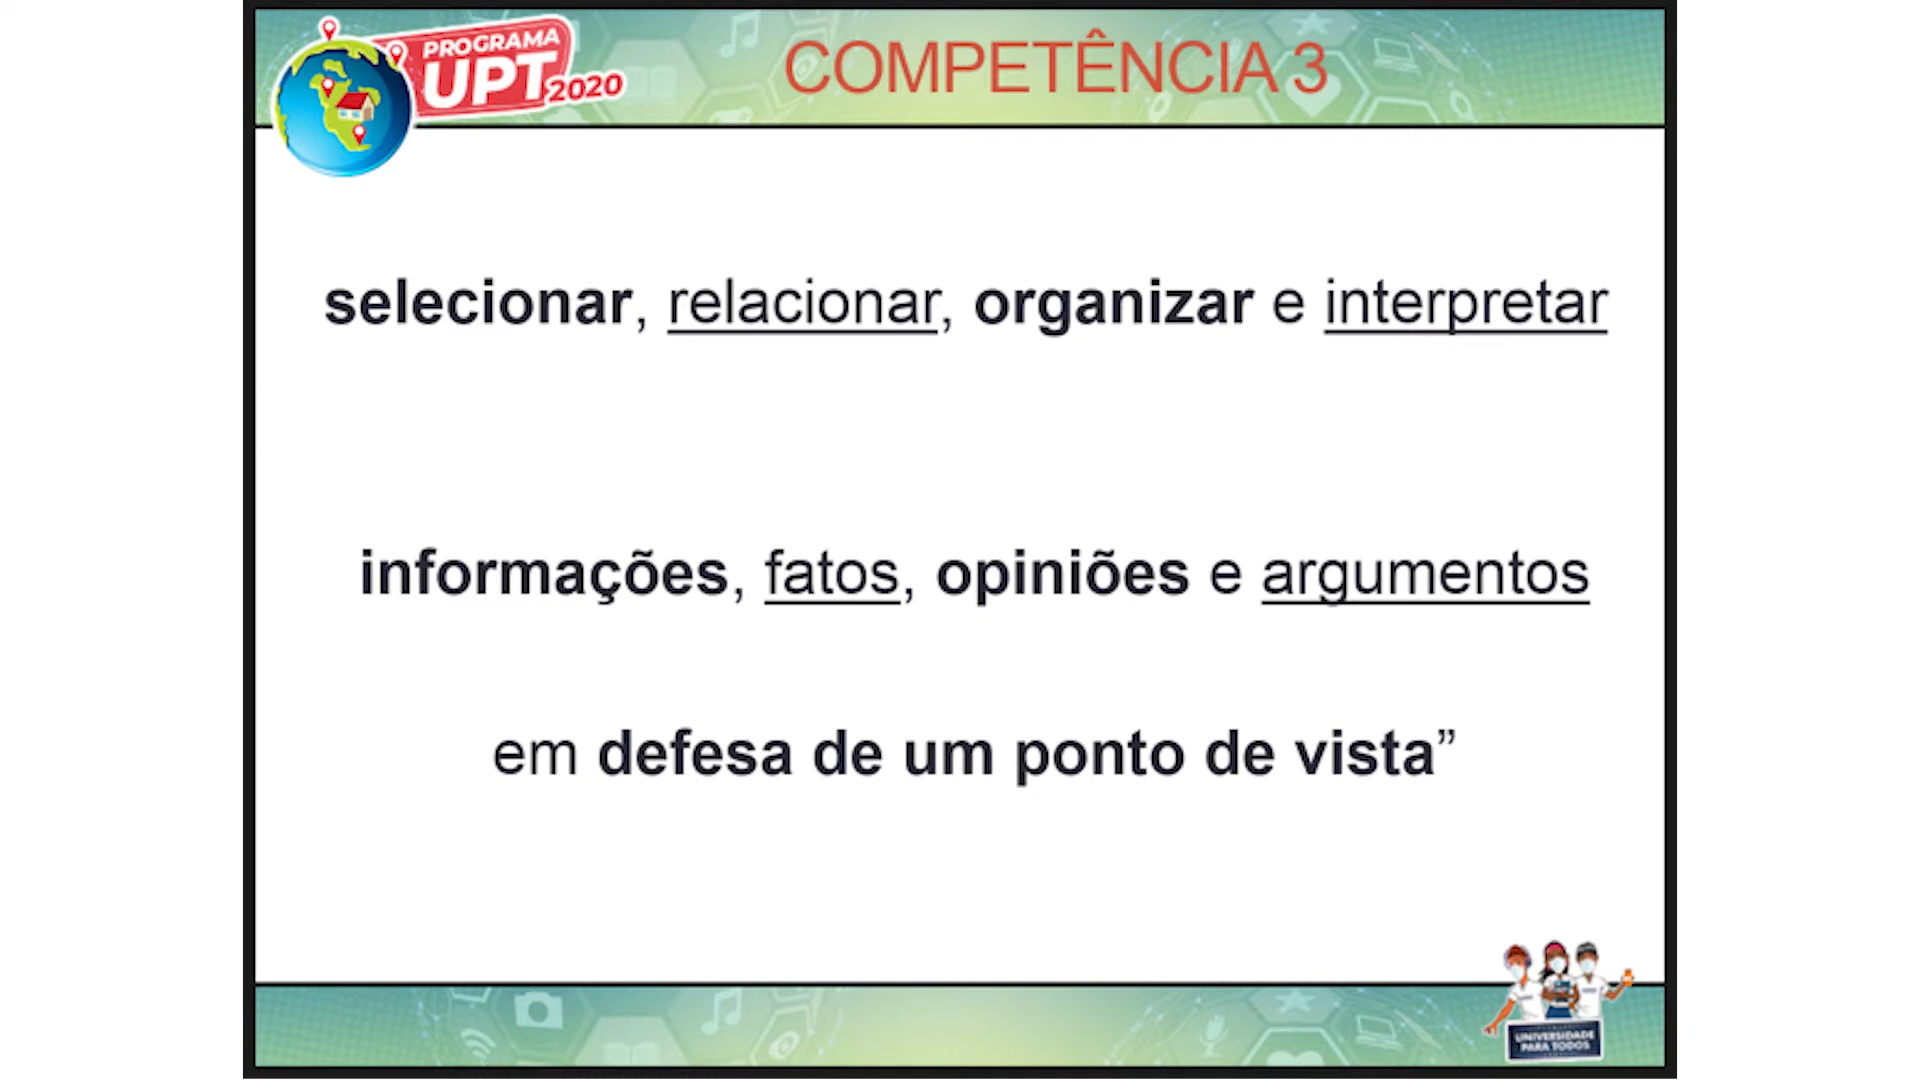 PROGRAMA
UPT 2020
COMPETÊNCIA 3
selecionar, relacionar, organizar e interpretar
informações, fatos, opiniões e argumentos
em defesa de um ponto de vista”
UNIVERSIDADE
PARA TODOS